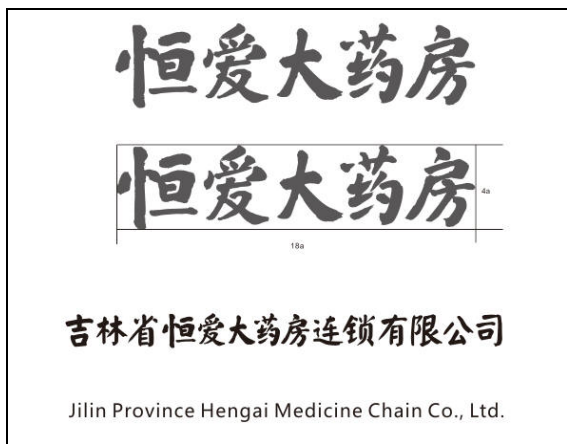 恒爱大药房
恒爱大药房
4a
18a
吉林省恒爱大药房连锁有限公司
Jilin Province Hengai Medicine Chain Co., Ltd.